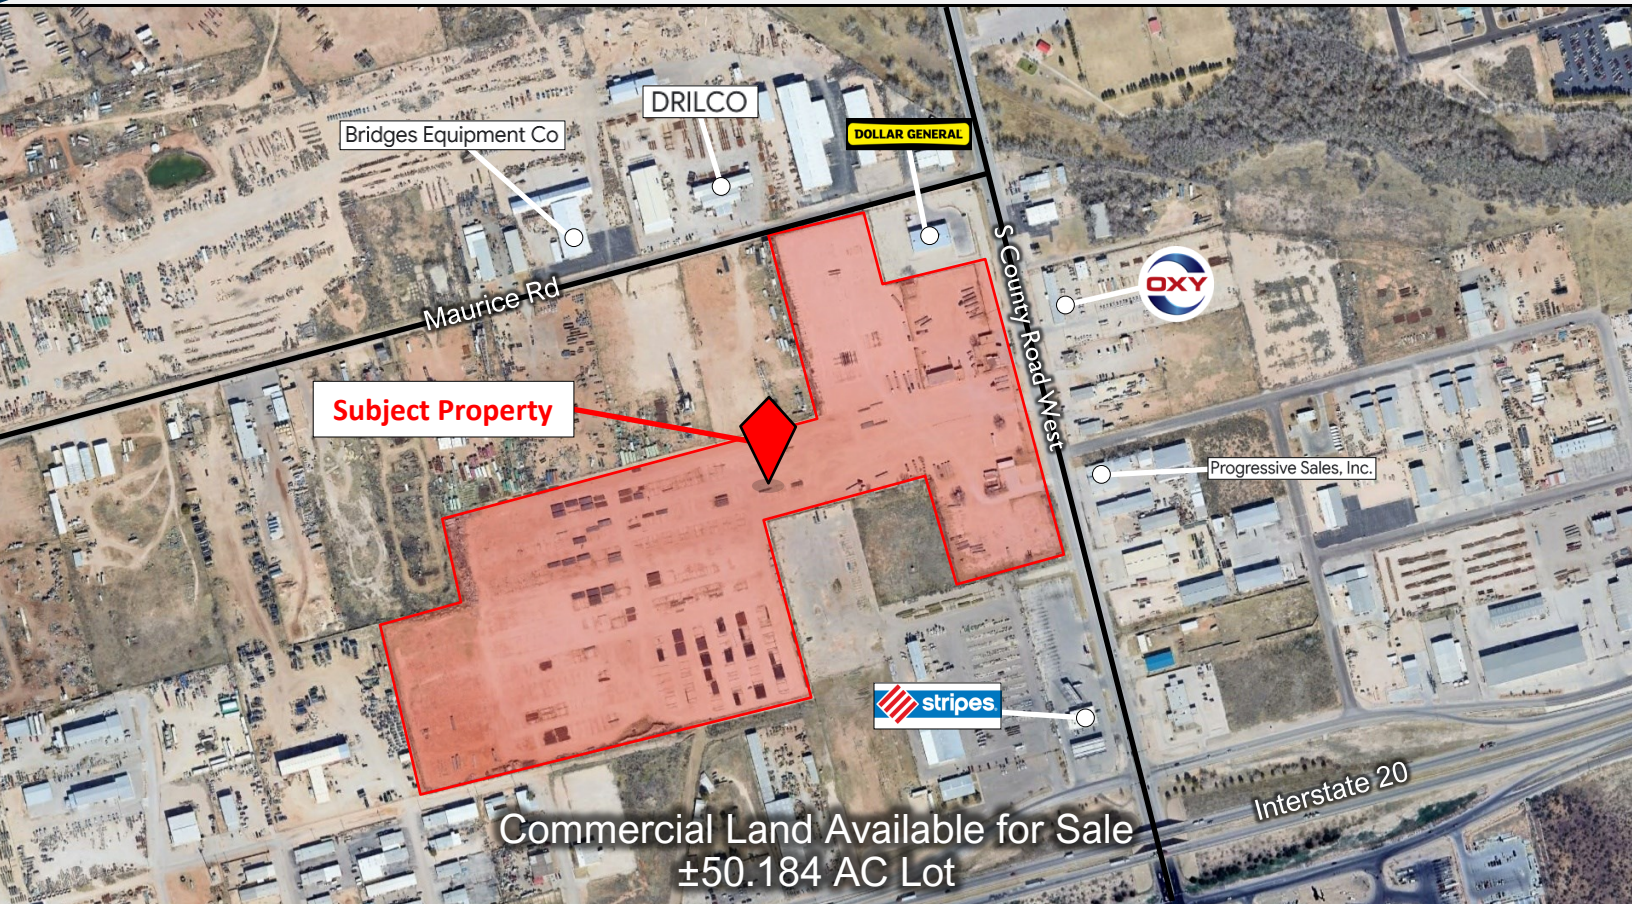 DRILCO
Bridges Equipment Co
DOLLAR GENERAL
S County Road West
OXY
Maurice Rd
Subject Property
Progressive Sales, Inc.
stripes
Interstate 20
Commercial Land Available for Sale
±50.184 AC Lot